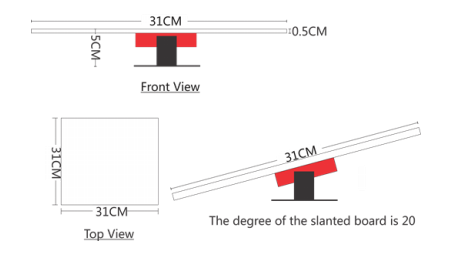 31CM
0.5CM
5CM
Front View
31CM
31CM
Top View
31CM
The degree of the slanted board is 20